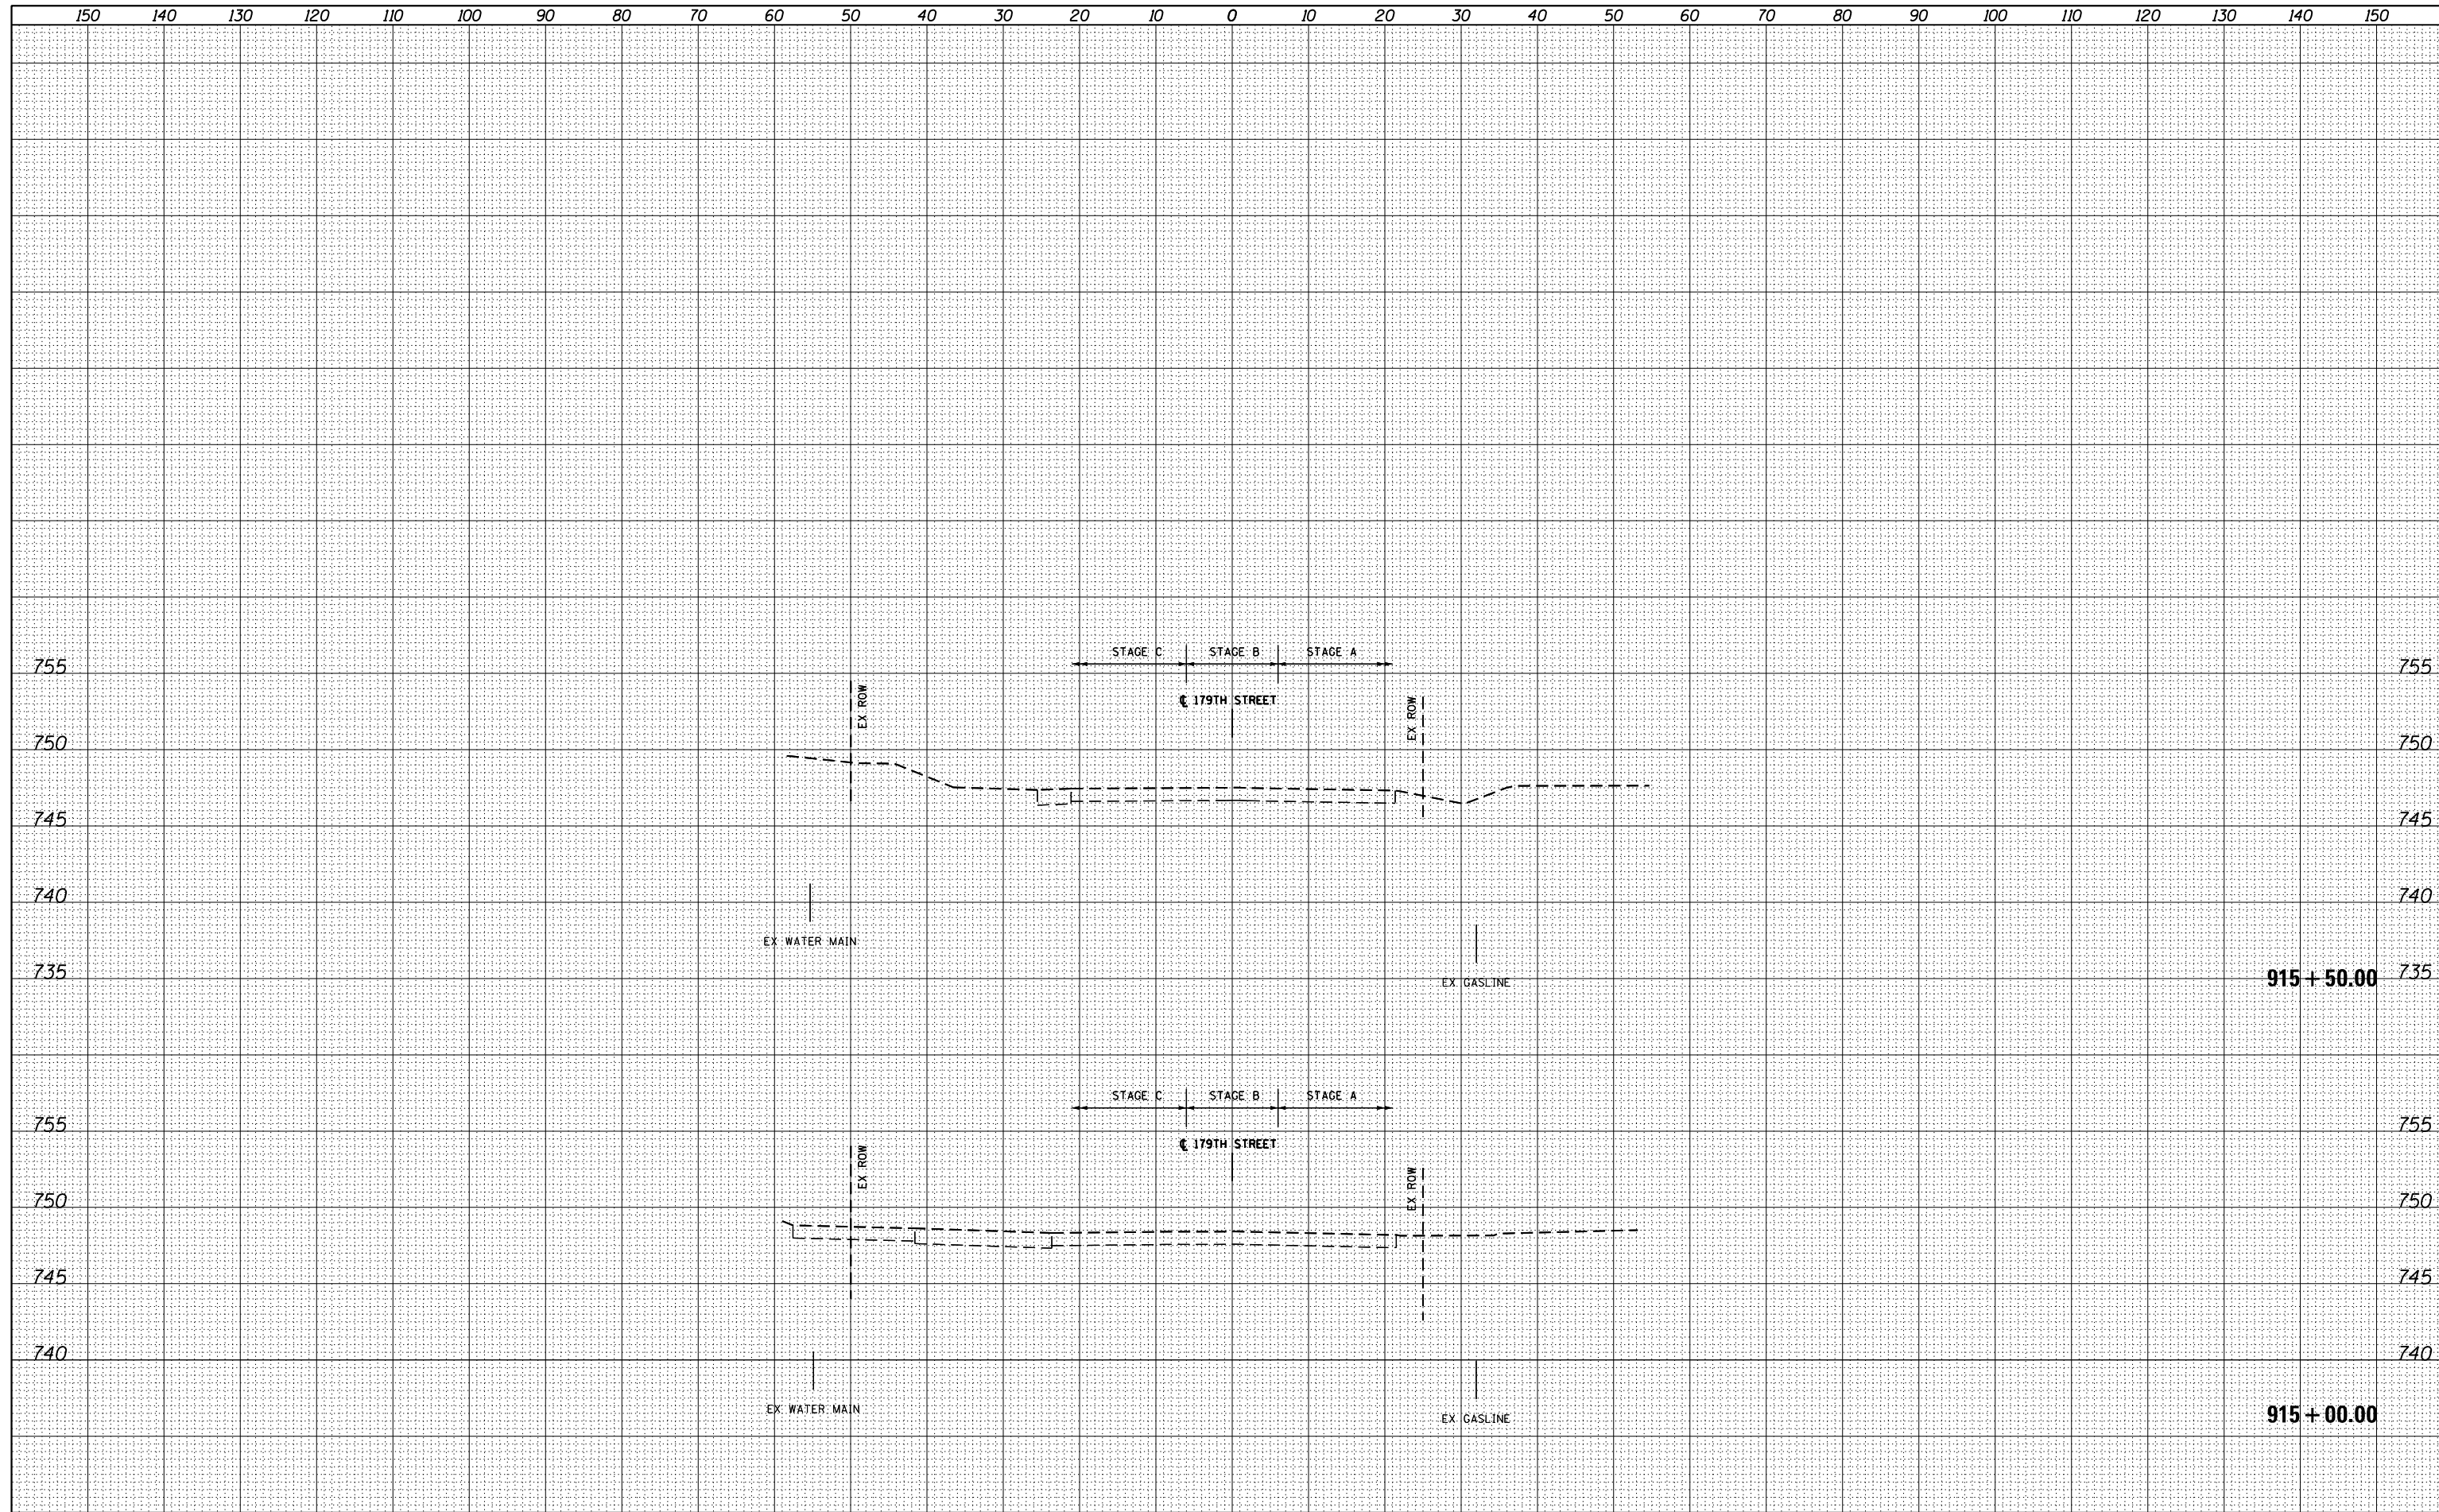 150 140 130 120 110 100 90 80 70 60 50 40 30 20 10 0 10 20 30 40 50 60 70 80 90 100 110 120 130 140 150
STAGE C STAGE B STAGE A
755 755
EX ROW
℄ 179TH STREET
EX ROW
750 750
745 745
740 740
EX WATER MAIN
735 735
EX GASLINE
915 + 50.00
STAGE C STAGE B STAGE A
755 755
℄ 179TH STREET
EX ROW
EX ROW
750 750
745 745
740 740
EX WATER MAIN
EX GASLINE
915 + 00.00